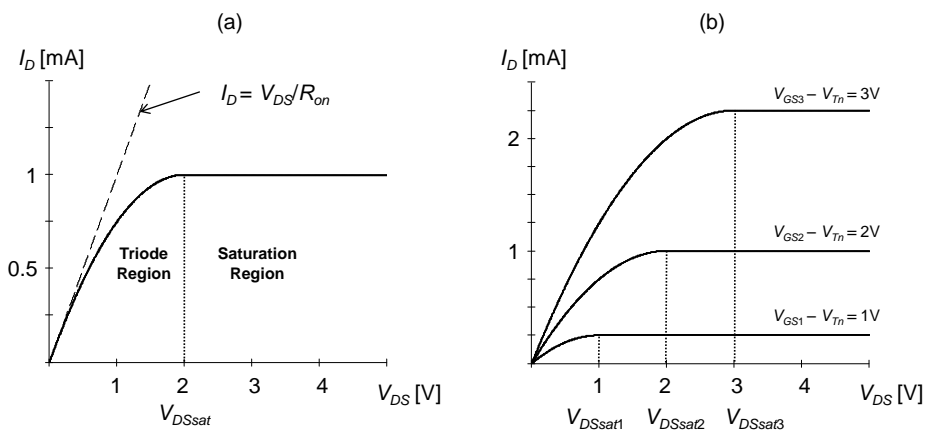 (a)
I_D [mA]
I_D = V_DS/R_on
1
0.5
Triode
Region
Saturation
Region
1 2 3 4 V_DS [V]
V_DSsat
(b)
I_D [mA]
V_GS3 – V_Tn = 3V
2
V_GS2 – V_Tn = 2V
1
V_GS1 – V_Tn = 1V
1 2 3 4 V_DS [V]
V_DSsat1 V_DSsat2 V_DSsat3